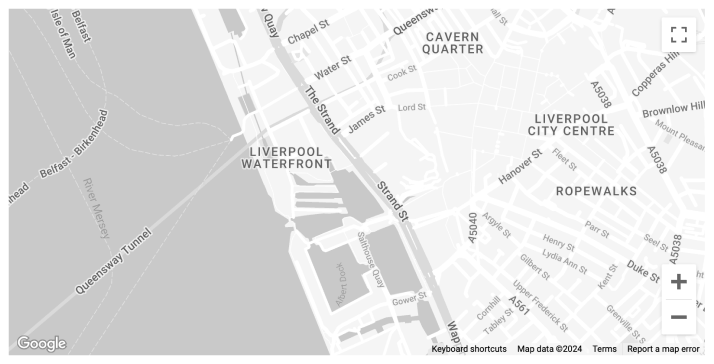 Isle of Man
Belfast
Quay
Chapel St
Queensway
CAVERN
QUARTER
Water St
Cook St
A5038
Copperas Hill
The Strand
Lord St
James St
LIVERPOOL
CITY CENTRE
Brownlow Hill
Mount Pleasan
Belfast - Birkenhead
LIVERPOOL
WATERFRONT
Fleet St
Hanover St
A5038
head
River Mersey
Strand St
ROPEWALKS
Queensway Tunnel
A5040
Argyle St
Parr St
Seel St
Salthouse Quay
Henry St
Lydia Ann St
A5038
Gilbert St
Albert Dock
Kent St
Duke St
Gower St
Cornhill
Tabley St
A561
Upper Frederick St
Grenville St S
Wap
Google
Keyboard shortcuts
Map data ©2024
Terms
Report a map error